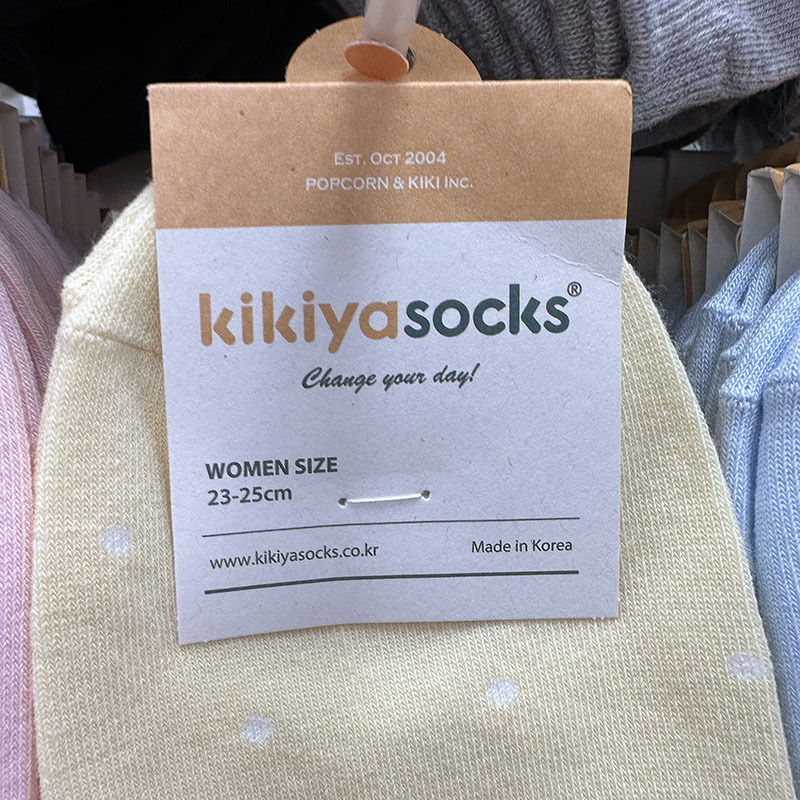 Est. Oct 2004
Popcorn & Kiki Inc.
kikiyasocks®
Change your day!
WOMEN SIZE
23-25cm
www.kikiyasocks.co.kr
Made in Korea